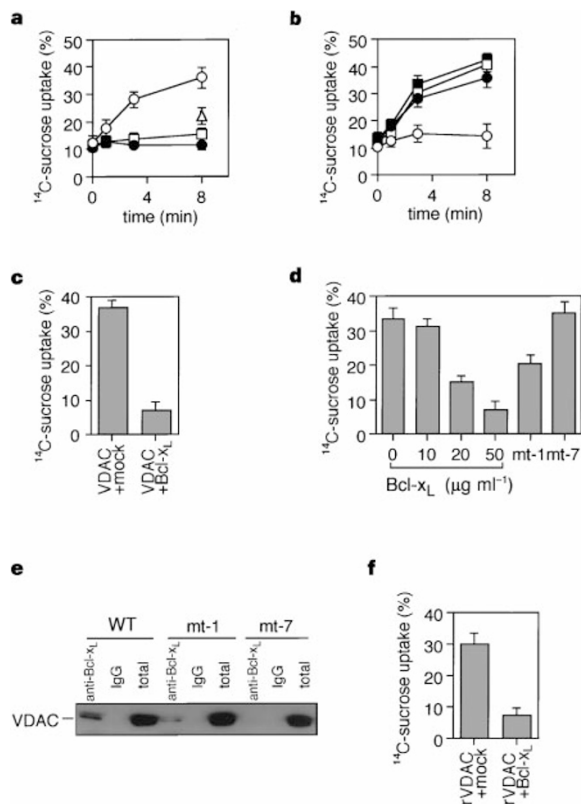 a
¹⁴C-sucrose uptake (%)
50
40
30
20
10
0
0 4 8
time (min)
b
¹⁴C-sucrose uptake (%)
50
40
30
20
10
0
0 4 8
time (min)
c
¹⁴C-sucrose uptake (%)
40
30
20
10
0
VDAC
+mock
VDAC
+Bcl-xL
d
¹⁴C-sucrose uptake (%)
40
30
20
10
0
0 10 20 50 mt-1 mt-7
Bcl-xL (μg ml⁻¹)
e
WT mt-1 mt-7
anti-Bcl-xL IgG total anti-Bcl-xL IgG total anti-Bcl-xL IgG total
VDAC
f
¹⁴C-sucrose uptake (%)
40
30
20
10
0
rVDAC
+mock
rVDAC
+Bcl-xL